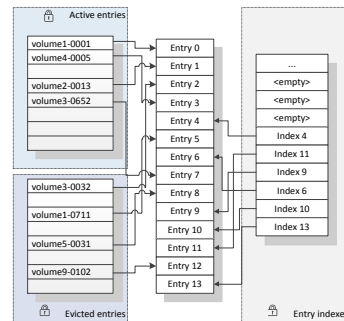 Active entries
volume1-0001
volume4-0005
volume2-0013
volume3-0652
volume3-0032
volume1-0711
volume5-0031
volume9-0102
Evicted entries
Entry 0
Entry 1
Entry 2
Entry 3
Entry 4
Entry 5
Entry 6
Entry 7
Entry 8
Entry 9
Entry 10
Entry 11
Entry 12
Entry 13
...
<empty>
<empty>
<empty>
Index 4
Index 11
Index 9
Index 6
Index 10
Index 13
Entry indexe